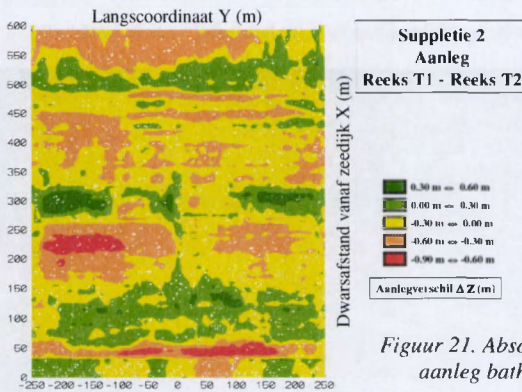 Langscoordinaat Y (m)
600
550
500
450
400
350
300
250
200
150
100
50
0
-250 -200 -150 -100 -50 0 50 100 150 200 250
Dwarsafstand vanaf zeedijk X (m)
Suppletie 2
Aanleg
Reeks T1 - Reeks T2
0.30 m ⇔ 0.60 m
0.00 m ⇔ 0.30 m
-0.30 m ⇔ 0.00 m
-0.60 m ⇔ -0.30 m
-0.90 m ⇔ -0.60 m
Aanlegverschil ΔZ (m)
Figuur 21. Abso
aanleg bath